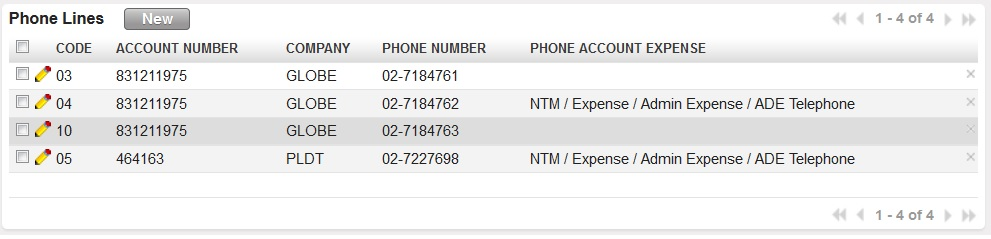 Phone Lines New 1 - 4 of 4
CODE ACCOUNT NUMBER COMPANY PHONE NUMBER PHONE ACCOUNT EXPENSE
03 831211975 GLOBE 02-7184761
04 831211975 GLOBE 02-7184762 NTM / Expense / Admin Expense / ADE Telephone
10 831211975 GLOBE 02-7184763
05 464163 PLDT 02-7227698 NTM / Expense / Admin Expense / ADE Telephone
1 - 4 of 4